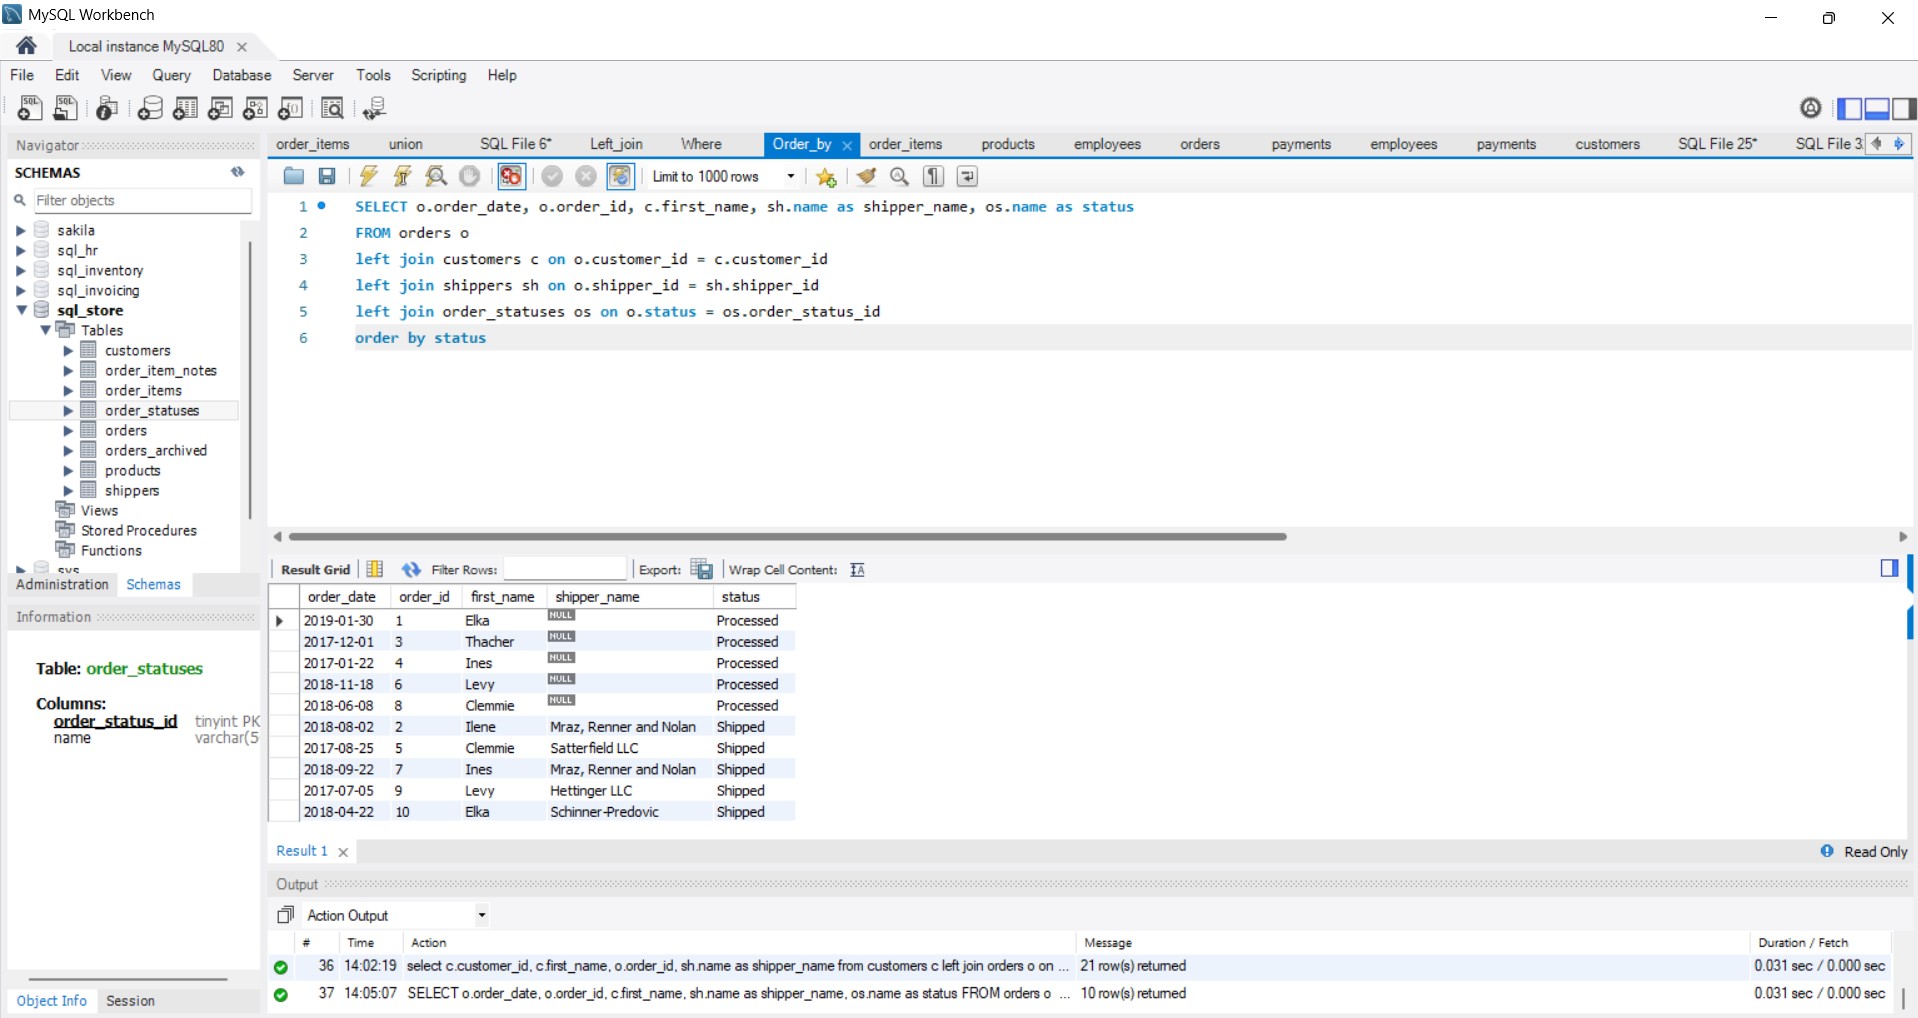 MySQL Workbench
Local instance MySQL80
File Edit View Query Database Server Tools Scripting Help
Navigator
SCHEMAS
Filter objects
sakila
sql_hr
sql_inventory
sql_invoicing
sql_store
Tables
customers
order_item_notes
order_items
order_statuses
orders
orders_archived
products
shippers
Views
Stored Procedures
Functions
sys
Administration Schemas
Information
Table: order_statuses
Columns:
order_status_id tinyint PK
name varchar(5
Object Info Session
order_items union SQL File 6* Left_join Where Order_by order_items products employees orders payments employees payments customers SQL File 25* SQL File 3
Limit to 1000 rows
1 SELECT o.order_date, o.order_id, c.first_name, sh.name as shipper_name, os.name as status
2 FROM orders o
3 left join customers c on o.customer_id = c.customer_id
4 left join shippers sh on o.shipper_id = sh.shipper_id
5 left join order_statuses os on o.status = os.order_status_id
6 order by status
Result Grid Filter Rows: Export: Wrap Cell Content:
order_date order_id first_name shipper_name status
2019-01-30 1 Elka NULL Processed
2017-12-01 3 Thacher NULL Processed
2017-01-22 4 Ines NULL Processed
2018-11-18 6 Levy NULL Processed
2018-06-08 8 Clemmie NULL Processed
2018-08-02 2 Ilene Mraz, Renner and Nolan Shipped
2017-08-25 5 Clemmie Satterfield LLC Shipped
2018-09-22 7 Ines Mraz, Renner and Nolan Shipped
2017-07-05 9 Levy Hettinger LLC Shipped
2018-04-22 10 Elka Schinner-Predovic Shipped
Result 1 Read Only
Output
Action Output
# Time Action Message Duration / Fetch
36 14:02:19 select c.customer_id, c.first_name, o.order_id, sh.name as shipper_name from customers c left join orders o on ... 21 row(s) returned 0.031 sec / 0.000 sec
37 14:05:07 SELECT o.order_date, o.order_id, c.first_name, sh.name as shipper_name, os.name as status FROM orders o ... 10 row(s) returned 0.031 sec / 0.000 sec